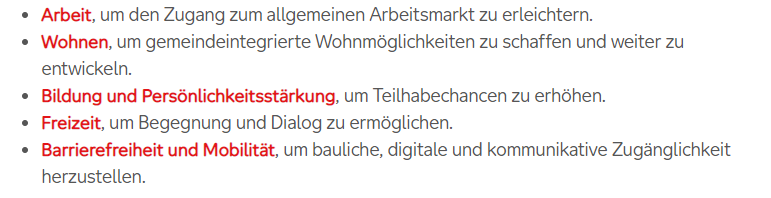 • Arbeit, um den Zugang zum allgemeinen Arbeitsmarkt zu erleichtern.
• Wohnen, um gemeindeintegrierte Wohnmöglichkeiten zu schaffen und weiter zu
entwickeln.
• Bildung und Persönlichkeitsstärkung, um Teilhabechancen zu erhöhen.
• Freizeit, um Begegnung und Dialog zu ermöglichen.
• Barrierefreiheit und Mobilität, um bauliche, digitale und kommunikative Zugänglichkeit
herzustellen.